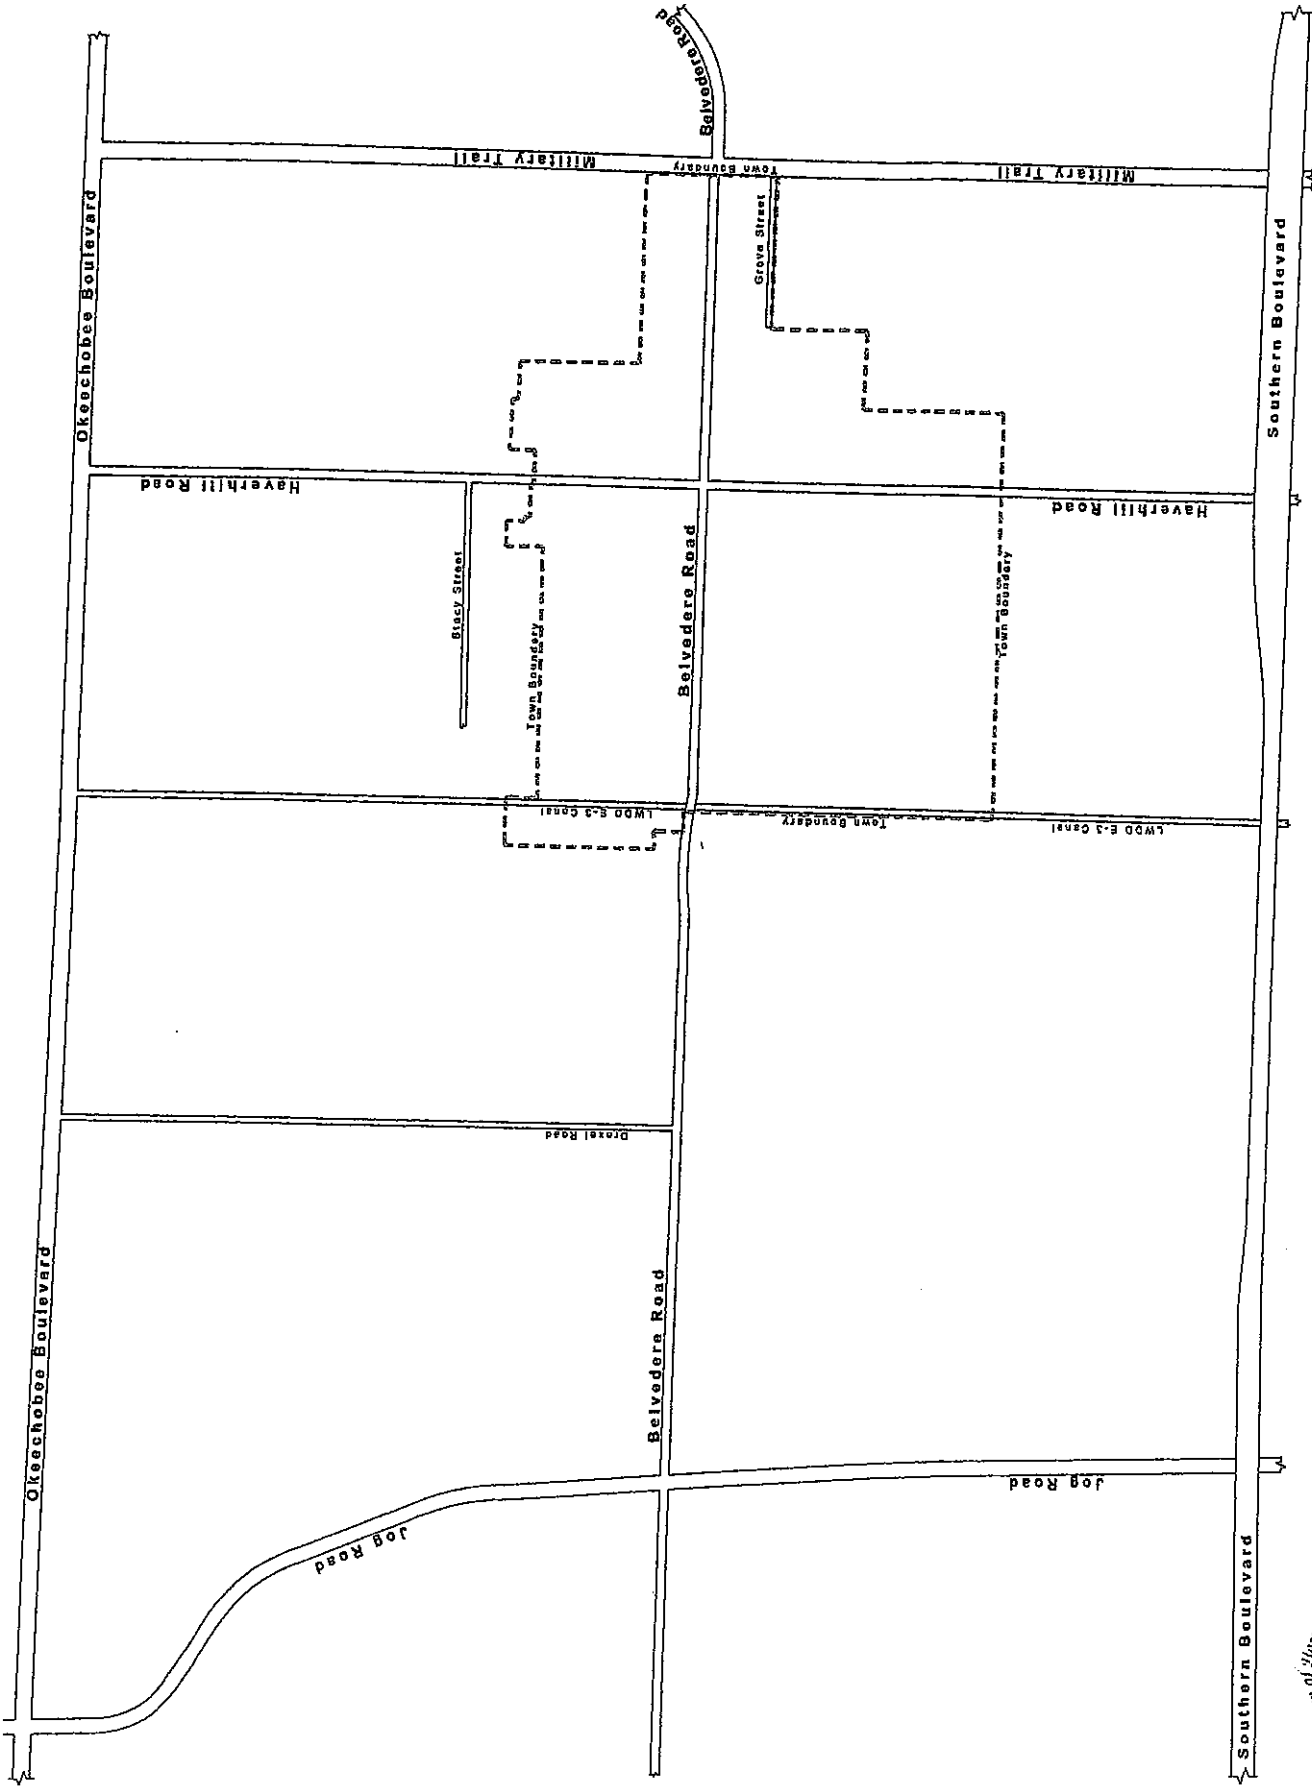 Belvedere Road
Belvedere Road
Military Trail
Town Boundary
Military Trail
Okeechobee Boulevard
Grove Street
Southern Boulevard
Haverhill Road
Haverhill Road
Stacy Street
Town Boundary
Belvedere Road
Town Boundary
LWDD E-3 Canal
Town Boundary
LWDD E-3 Canal
Drexel Road
Okeechobee Boulevard
Belvedere Road
Jog Road
Jog Road
Southern Boulevard